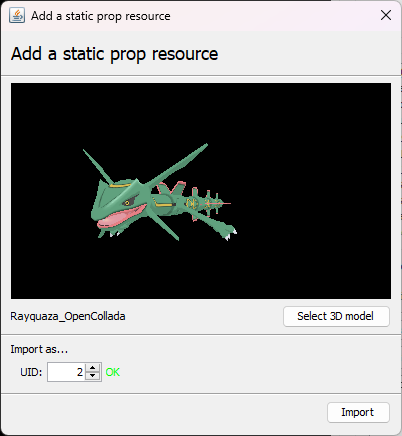 Add a static prop resource
Add a static prop resource
Rayquaza_OpenCollada
Select 3D model
Import as...
UID: 2 OK
Import